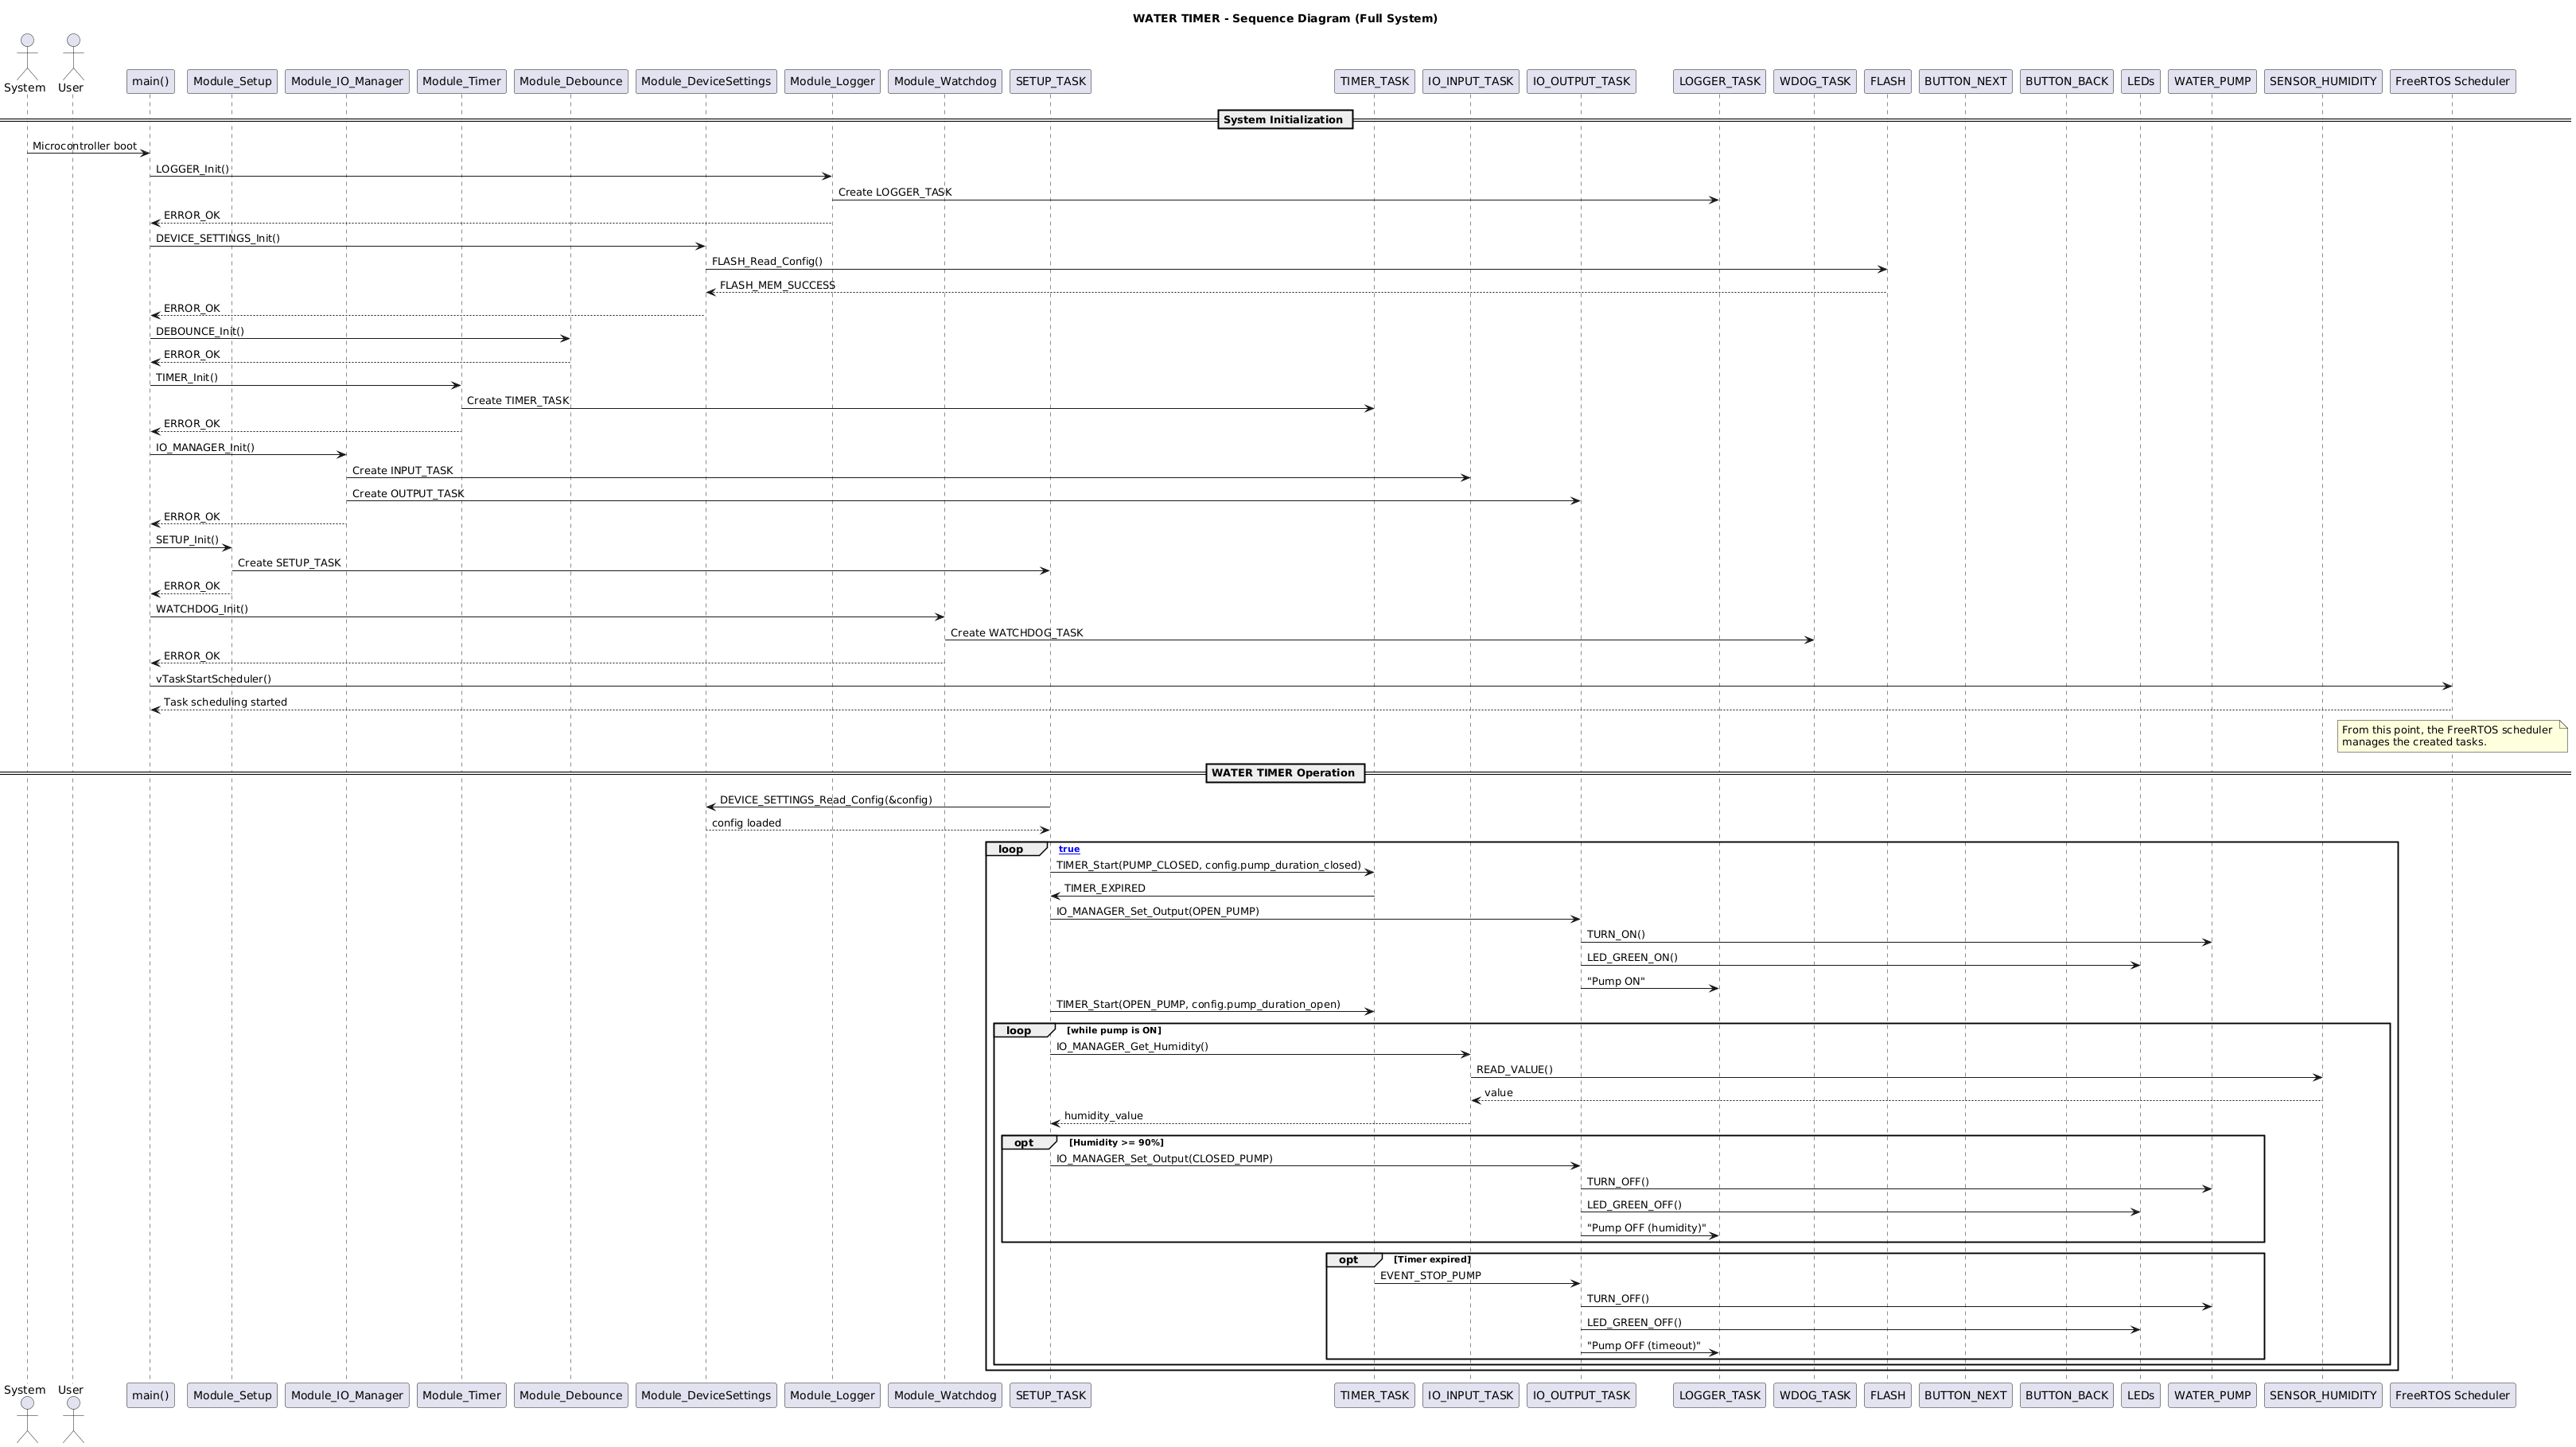 WATER TIMER - Sequence Diagram (Full System)
System
User
main()
Module_Setup
Module_IO_Manager
Module_Timer
Module_Debounce
Module_DeviceSettings
Module_Logger
Module_Watchdog
SETUP_TASK
TIMER_TASK
IO_INPUT_TASK
IO_OUTPUT_TASK
LOGGER_TASK
WDOG_TASK
FLASH
BUTTON_NEXT
BUTTON_BACK
LEDs
WATER_PUMP
SENSOR_HUMIDITY
FreeRTOS Scheduler
System Initialization
Microcontroller boot
LOGGER_Init()
Create LOGGER_TASK
ERROR_OK
DEVICE_SETTINGS_Init()
FLASH_Read_Config()
FLASH_MEM_SUCCESS
ERROR_OK
DEBOUNCE_Init()
ERROR_OK
TIMER_Init()
Create TIMER_TASK
ERROR_OK
IO_MANAGER_Init()
Create INPUT_TASK
Create OUTPUT_TASK
ERROR_OK
SETUP_Init()
Create SETUP_TASK
ERROR_OK
WATCHDOG_Init()
Create WATCHDOG_TASK
ERROR_OK
vTaskStartScheduler()
Task scheduling started
From this point, the FreeRTOS scheduler
manages the created tasks.
WATER TIMER Operation
DEVICE_SETTINGS_Read_Config(&config)
config loaded
loop true
TIMER_Start(PUMP_CLOSED, config.pump_duration_closed)
TIMER_EXPIRED
IO_MANAGER_Set_Output(OPEN_PUMP)
TURN_ON()
LED_GREEN_ON()
"Pump ON"
TIMER_Start(OPEN_PUMP, config.pump_duration_open)
loop [while pump is ON]
IO_MANAGER_Get_Humidity()
READ_VALUE()
value
humidity_value
opt [Humidity >= 90%]
IO_MANAGER_Set_Output(CLOSED_PUMP)
TURN_OFF()
LED_GREEN_OFF()
"Pump OFF (humidity)"
opt [Timer expired]
EVENT_STOP_PUMP
TURN_OFF()
LED_GREEN_OFF()
"Pump OFF (timeout)"
System
User
main()
Module_Setup
Module_IO_Manager
Module_Timer
Module_Debounce
Module_DeviceSettings
Module_Logger
Module_Watchdog
SETUP_TASK
TIMER_TASK
IO_INPUT_TASK
IO_OUTPUT_TASK
LOGGER_TASK
WDOG_TASK
FLASH
BUTTON_NEXT
BUTTON_BACK
LEDs
WATER_PUMP
SENSOR_HUMIDITY
FreeRTOS Scheduler